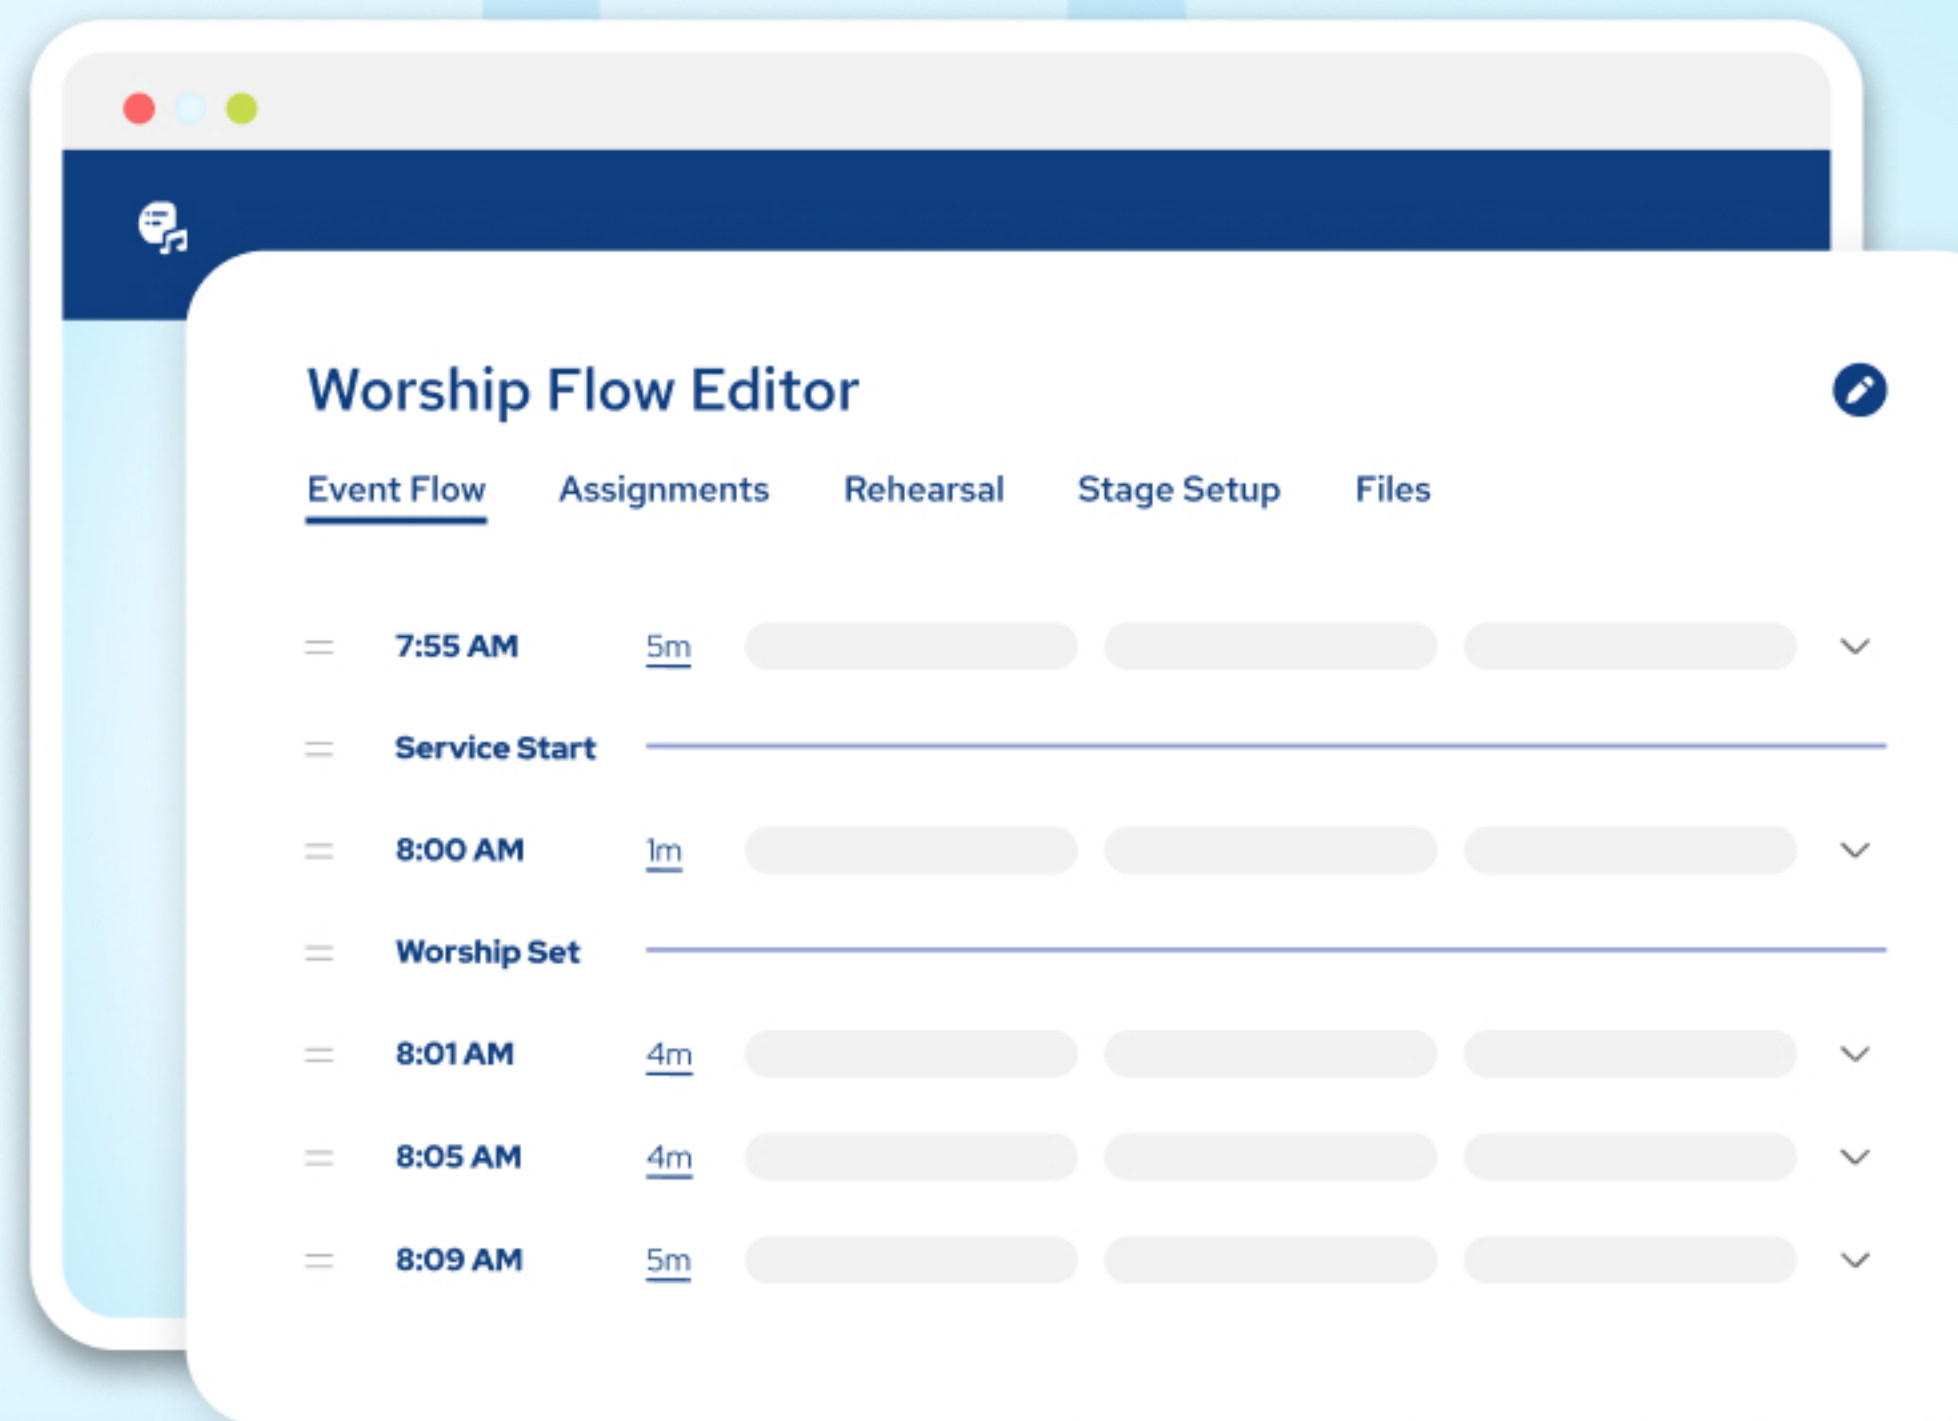 Worship Flow Editor
Event Flow Assignments Rehearsal Stage Setup Files
7:55 AM 5m
Service Start
8:00 AM 1m
Worship Set
8:01 AM 4m
8:05 AM 4m
8:09 AM 5m